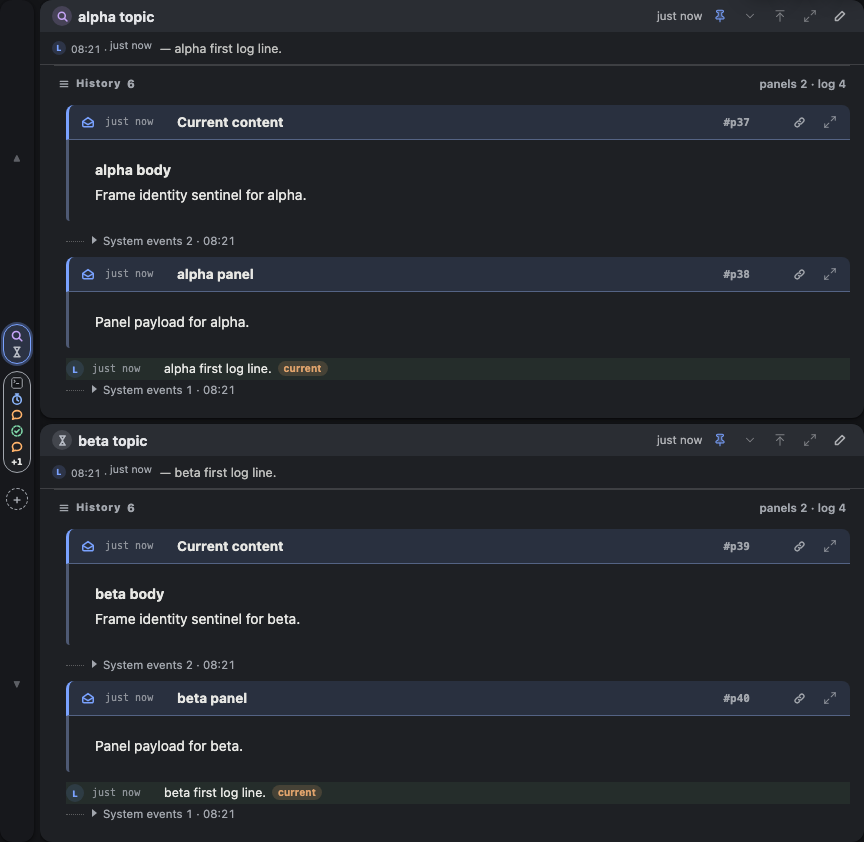 alpha topic just now
L 08:21 · just now — alpha first log line.
History 6 panels 2 · log 4
just now Current content #p37
alpha body
Frame identity sentinel for alpha.
System events 2 · 08:21
just now alpha panel #p38
Panel payload for alpha.
L just now alpha first log line. current
System events 1 · 08:21
+1
+
beta topic just now
L 08:21 · just now — beta first log line.
History 6 panels 2 · log 4
just now Current content #p39
beta body
Frame identity sentinel for beta.
System events 2 · 08:21
just now beta panel #p40
Panel payload for beta.
L just now beta first log line. current
System events 1 · 08:21